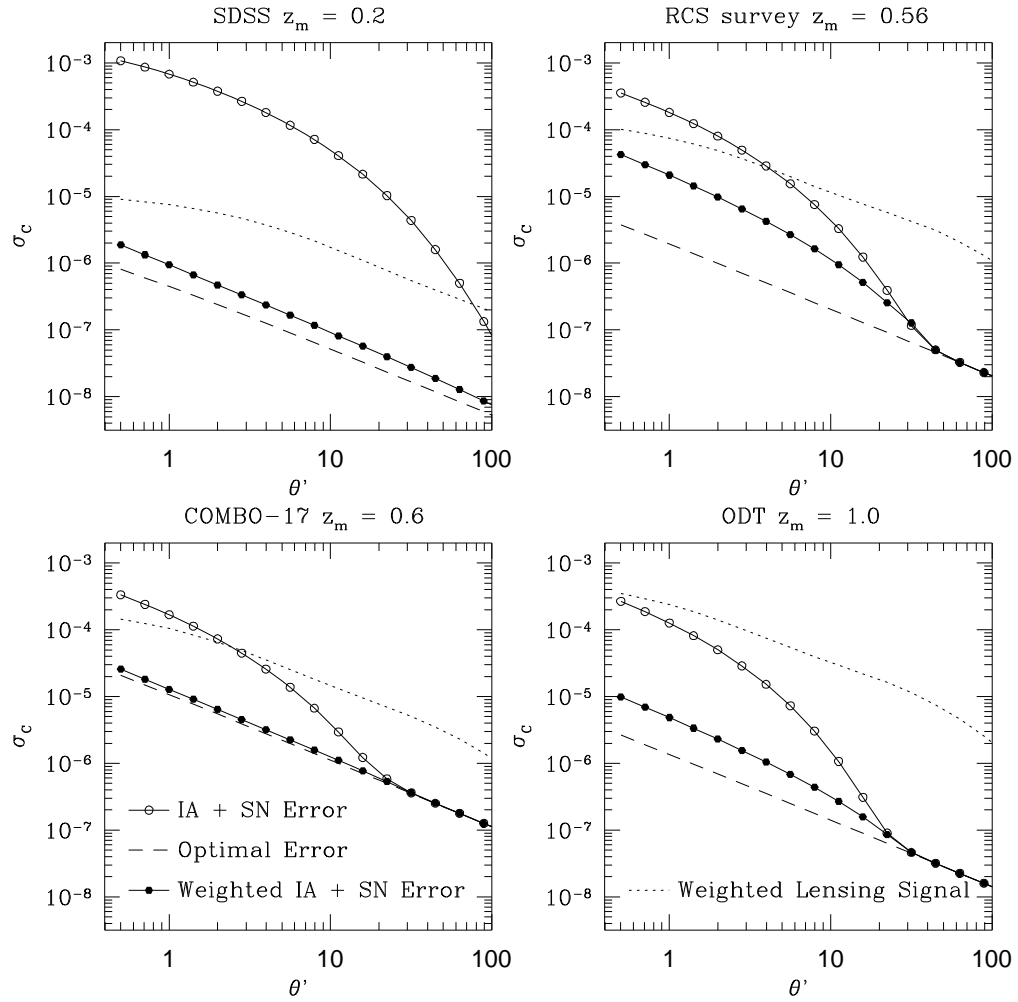 SDSS z_m = 0.2
RCS survey z_m = 0.56
10^-3
10^-4
10^-5
10^-6
10^-7
10^-8
σ_C
1 10 100
θ'
10^-3
10^-4
10^-5
10^-6
10^-7
10^-8
σ_C
1 10 100
θ'
COMBO-17 z_m = 0.6
ODT z_m = 1.0
10^-3
10^-4
10^-5
10^-6
10^-7
10^-8
σ_C
IA + SN Error
Optimal Error
Weighted IA + SN Error
1 10 100
θ'
10^-3
10^-4
10^-5
10^-6
10^-7
10^-8
σ_C
Weighted Lensing Signal
1 10 100
θ'